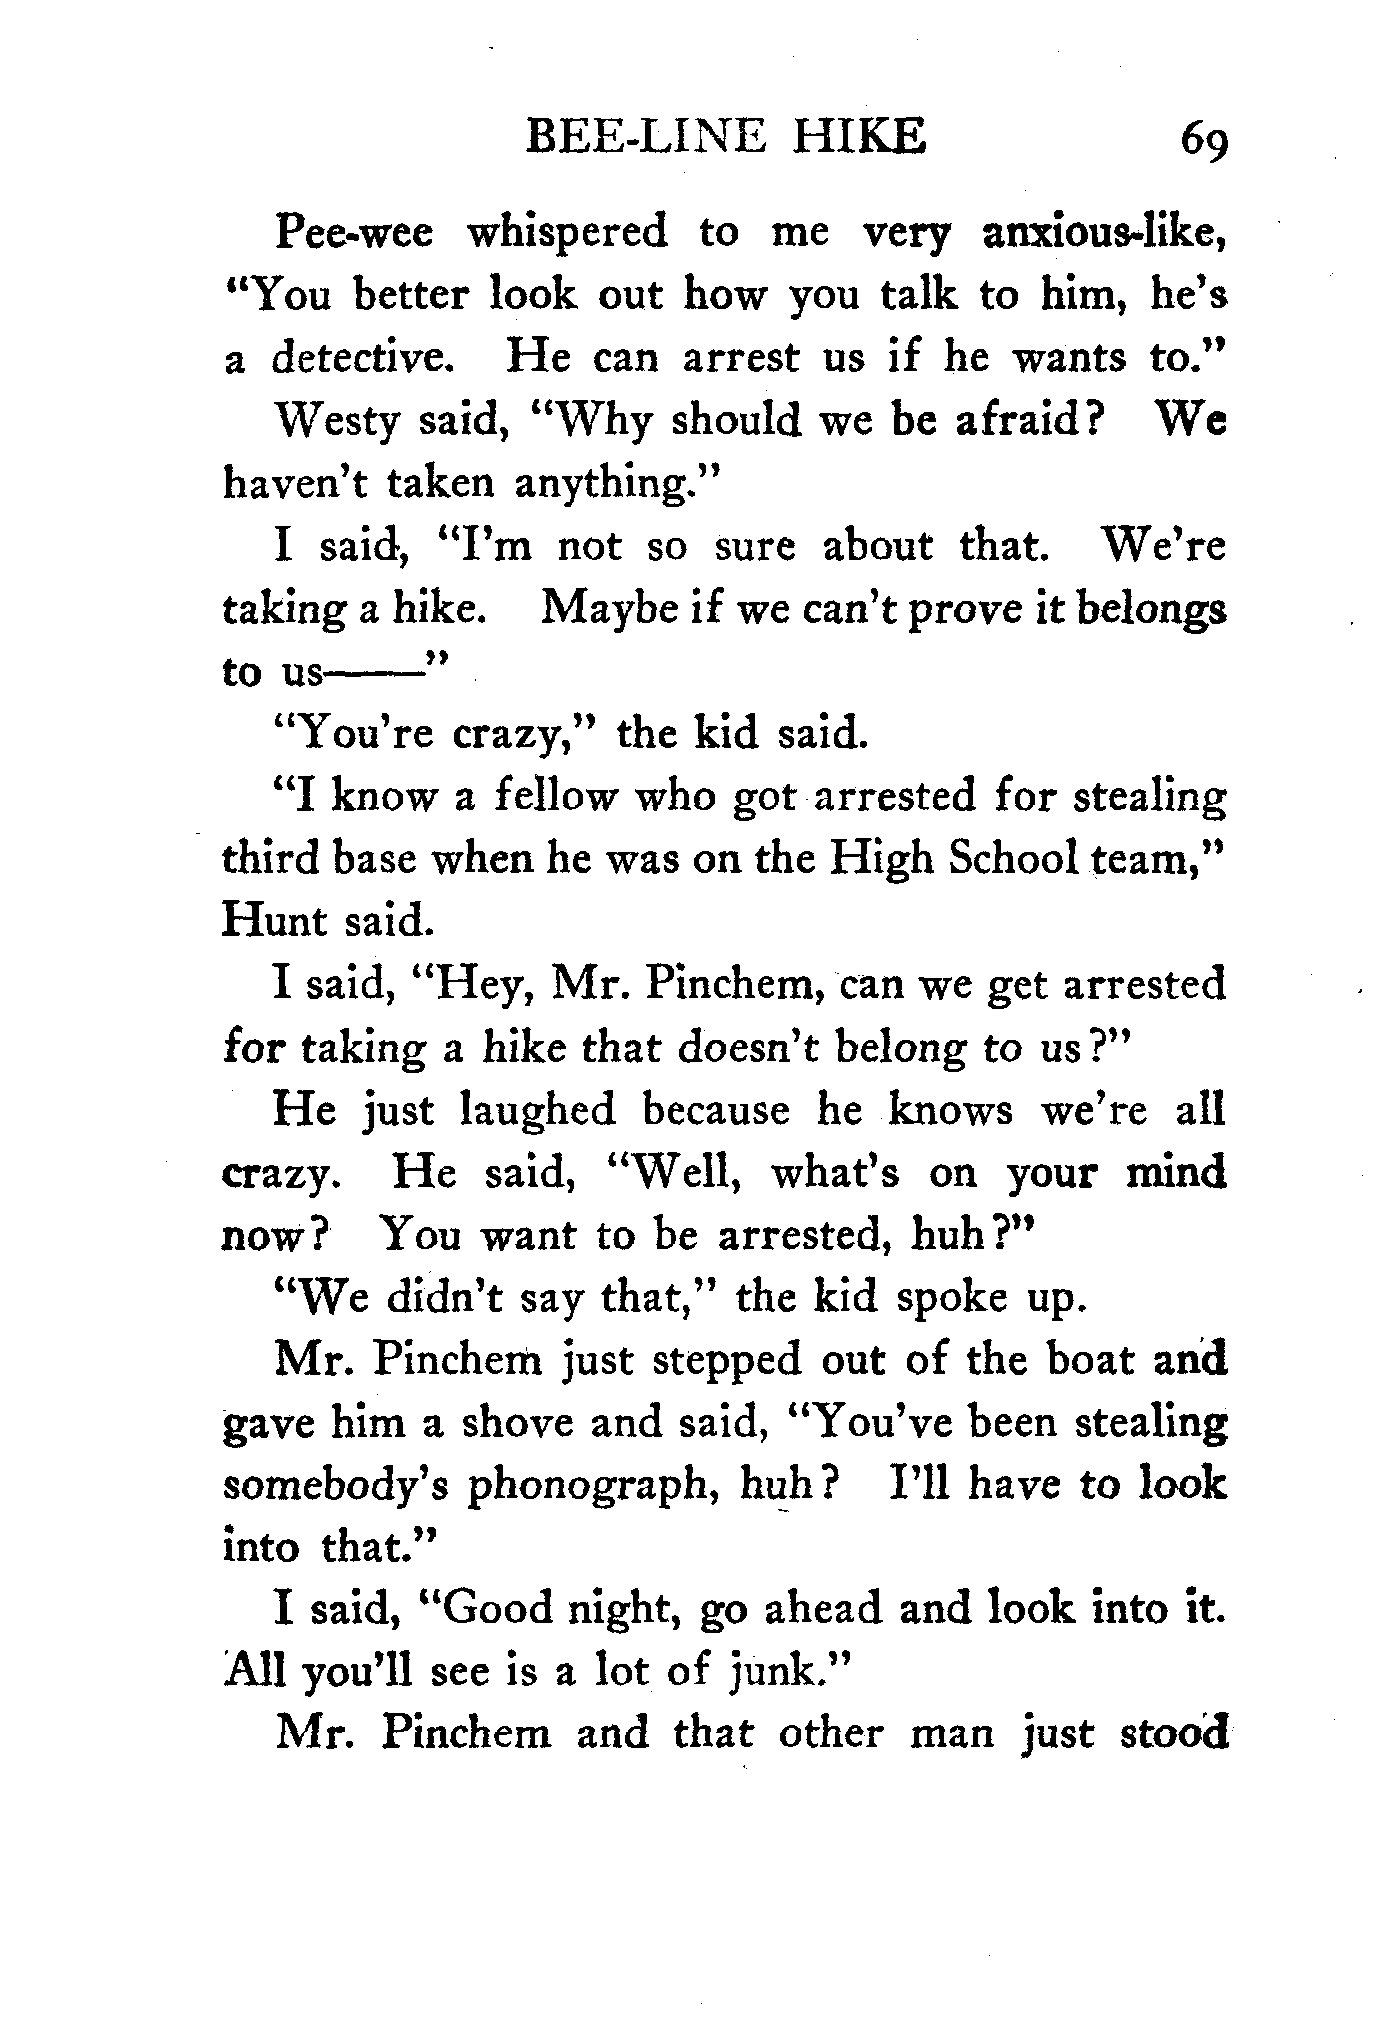 BEE-LINE HIKE 69
Pee-wee whispered to me very anxious-like,
“You better look out how you talk to him, he’s
a detective. He can arrest us if he wants to.”
Westy said, “Why should we be afraid? We
haven’t taken anything.”
I said, “I’m not so sure about that. We’re
taking a hike. Maybe if we can’t prove it belongs
to us——”
“You’re crazy,” the kid said.
“I know a fellow who got arrested for stealing
third base when he was on the High School team,”
Hunt said.
I said, “Hey, Mr. Pinchem, can we get arrested
for taking a hike that doesn’t belong to us?”
He just laughed because he knows we’re all
crazy. He said, “Well, what’s on your mind
now? You want to be arrested, huh?”
“We didn’t say that,” the kid spoke up.
Mr. Pinchem just stepped out of the boat and
gave him a shove and said, “You’ve been stealing
somebody’s phonograph, huh? I’ll have to look
into that.”
I said, “Good night, go ahead and look into it.
All you’ll see is a lot of junk.”
Mr. Pinchem and that other man just stood